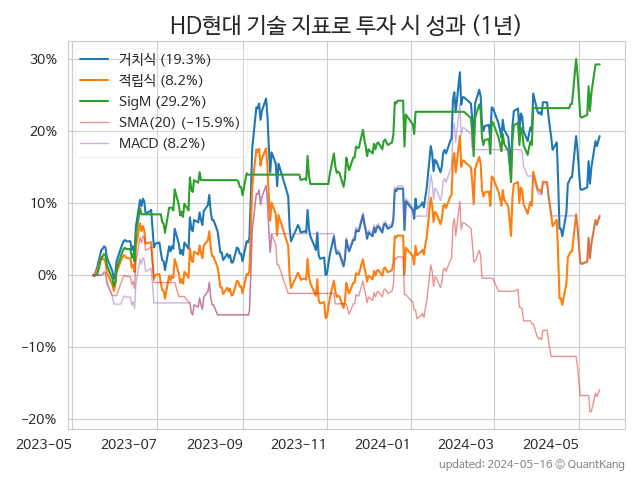 HD현대 기술 지표로 투자 시 성과 (1년)
30%
20%
10%
0%
−10%
−20%
거치식 (19.3%)
적립식 (8.2%)
SigM (29.2%)
SMA(20) (−15.9%)
MACD (8.2%)
2023-05
2023-07
2023-09
2023-11
2024-01
2024-03
2024-05
updated: 2024-05-16 ⓒ QuantKang